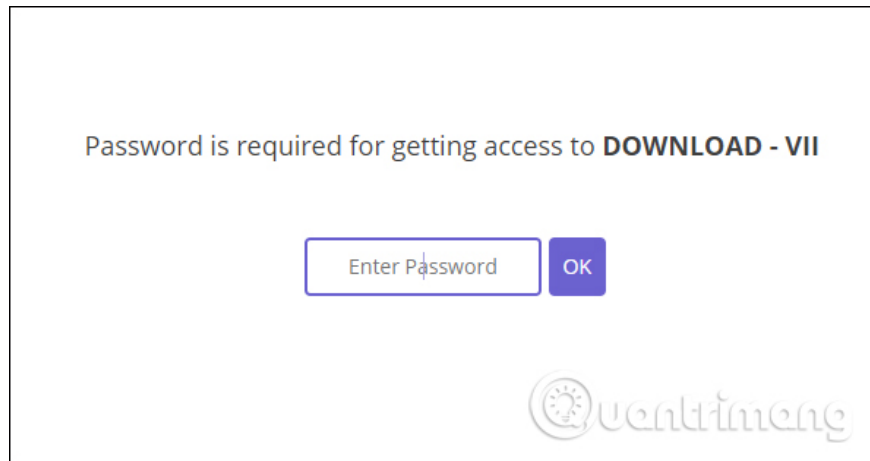 Password is required for getting access to DOWNLOAD - VII
Enter Password
OK
Quantrimang